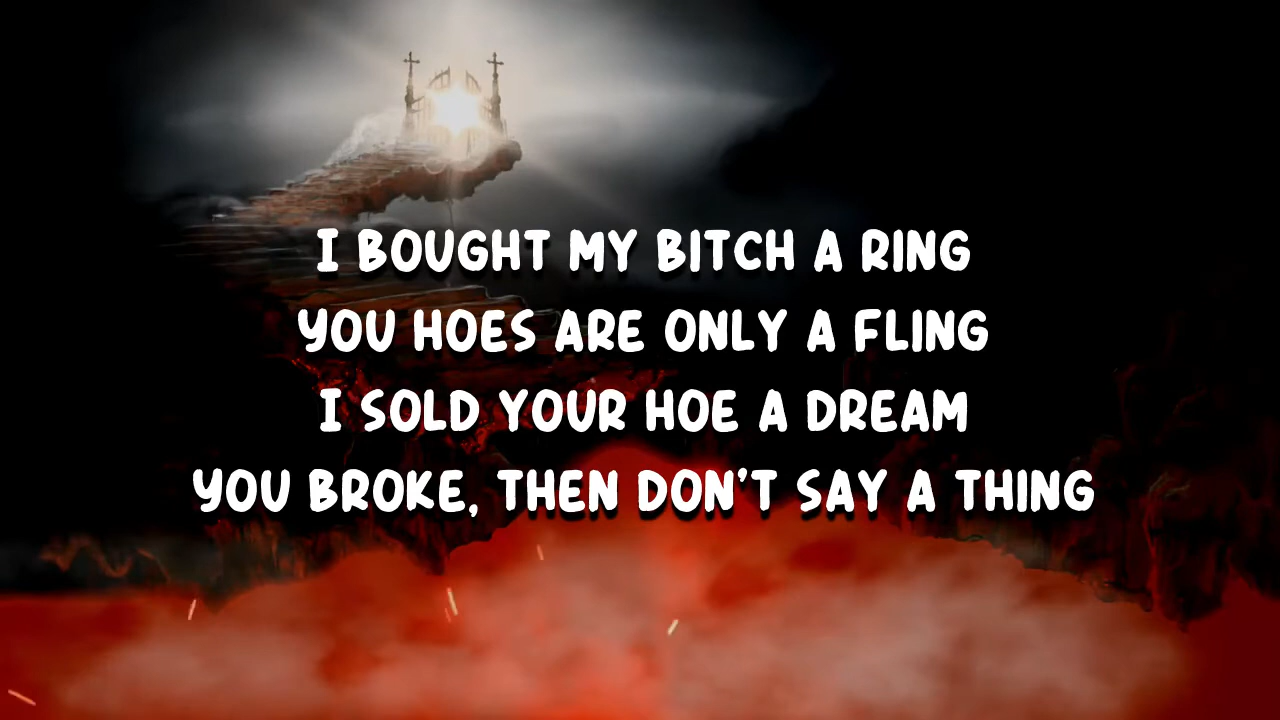 I BOUGHT MY BITCH A RING
YOU HOES ARE ONLY A FLING
I SOLD YOUR HOE A DREAM
YOU BROKE, THEN DON'T SAY A THING